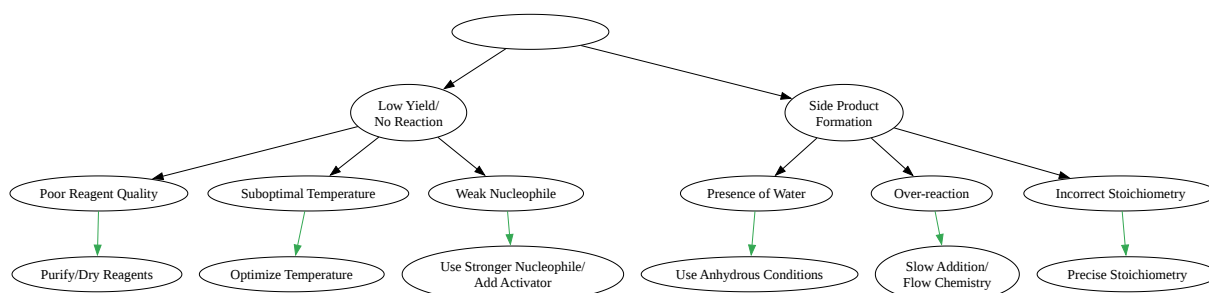 Low Yield/
No Reaction
Side Product
Formation
Poor Reagent Quality
Suboptimal Temperature
Weak Nucleophile
Presence of Water
Over-reaction
Incorrect Stoichiometry
Purify/Dry Reagents
Optimize Temperature
Use Stronger Nucleophile/
Add Activator
Use Anhydrous Conditions
Slow Addition/
Flow Chemistry
Precise Stoichiometry